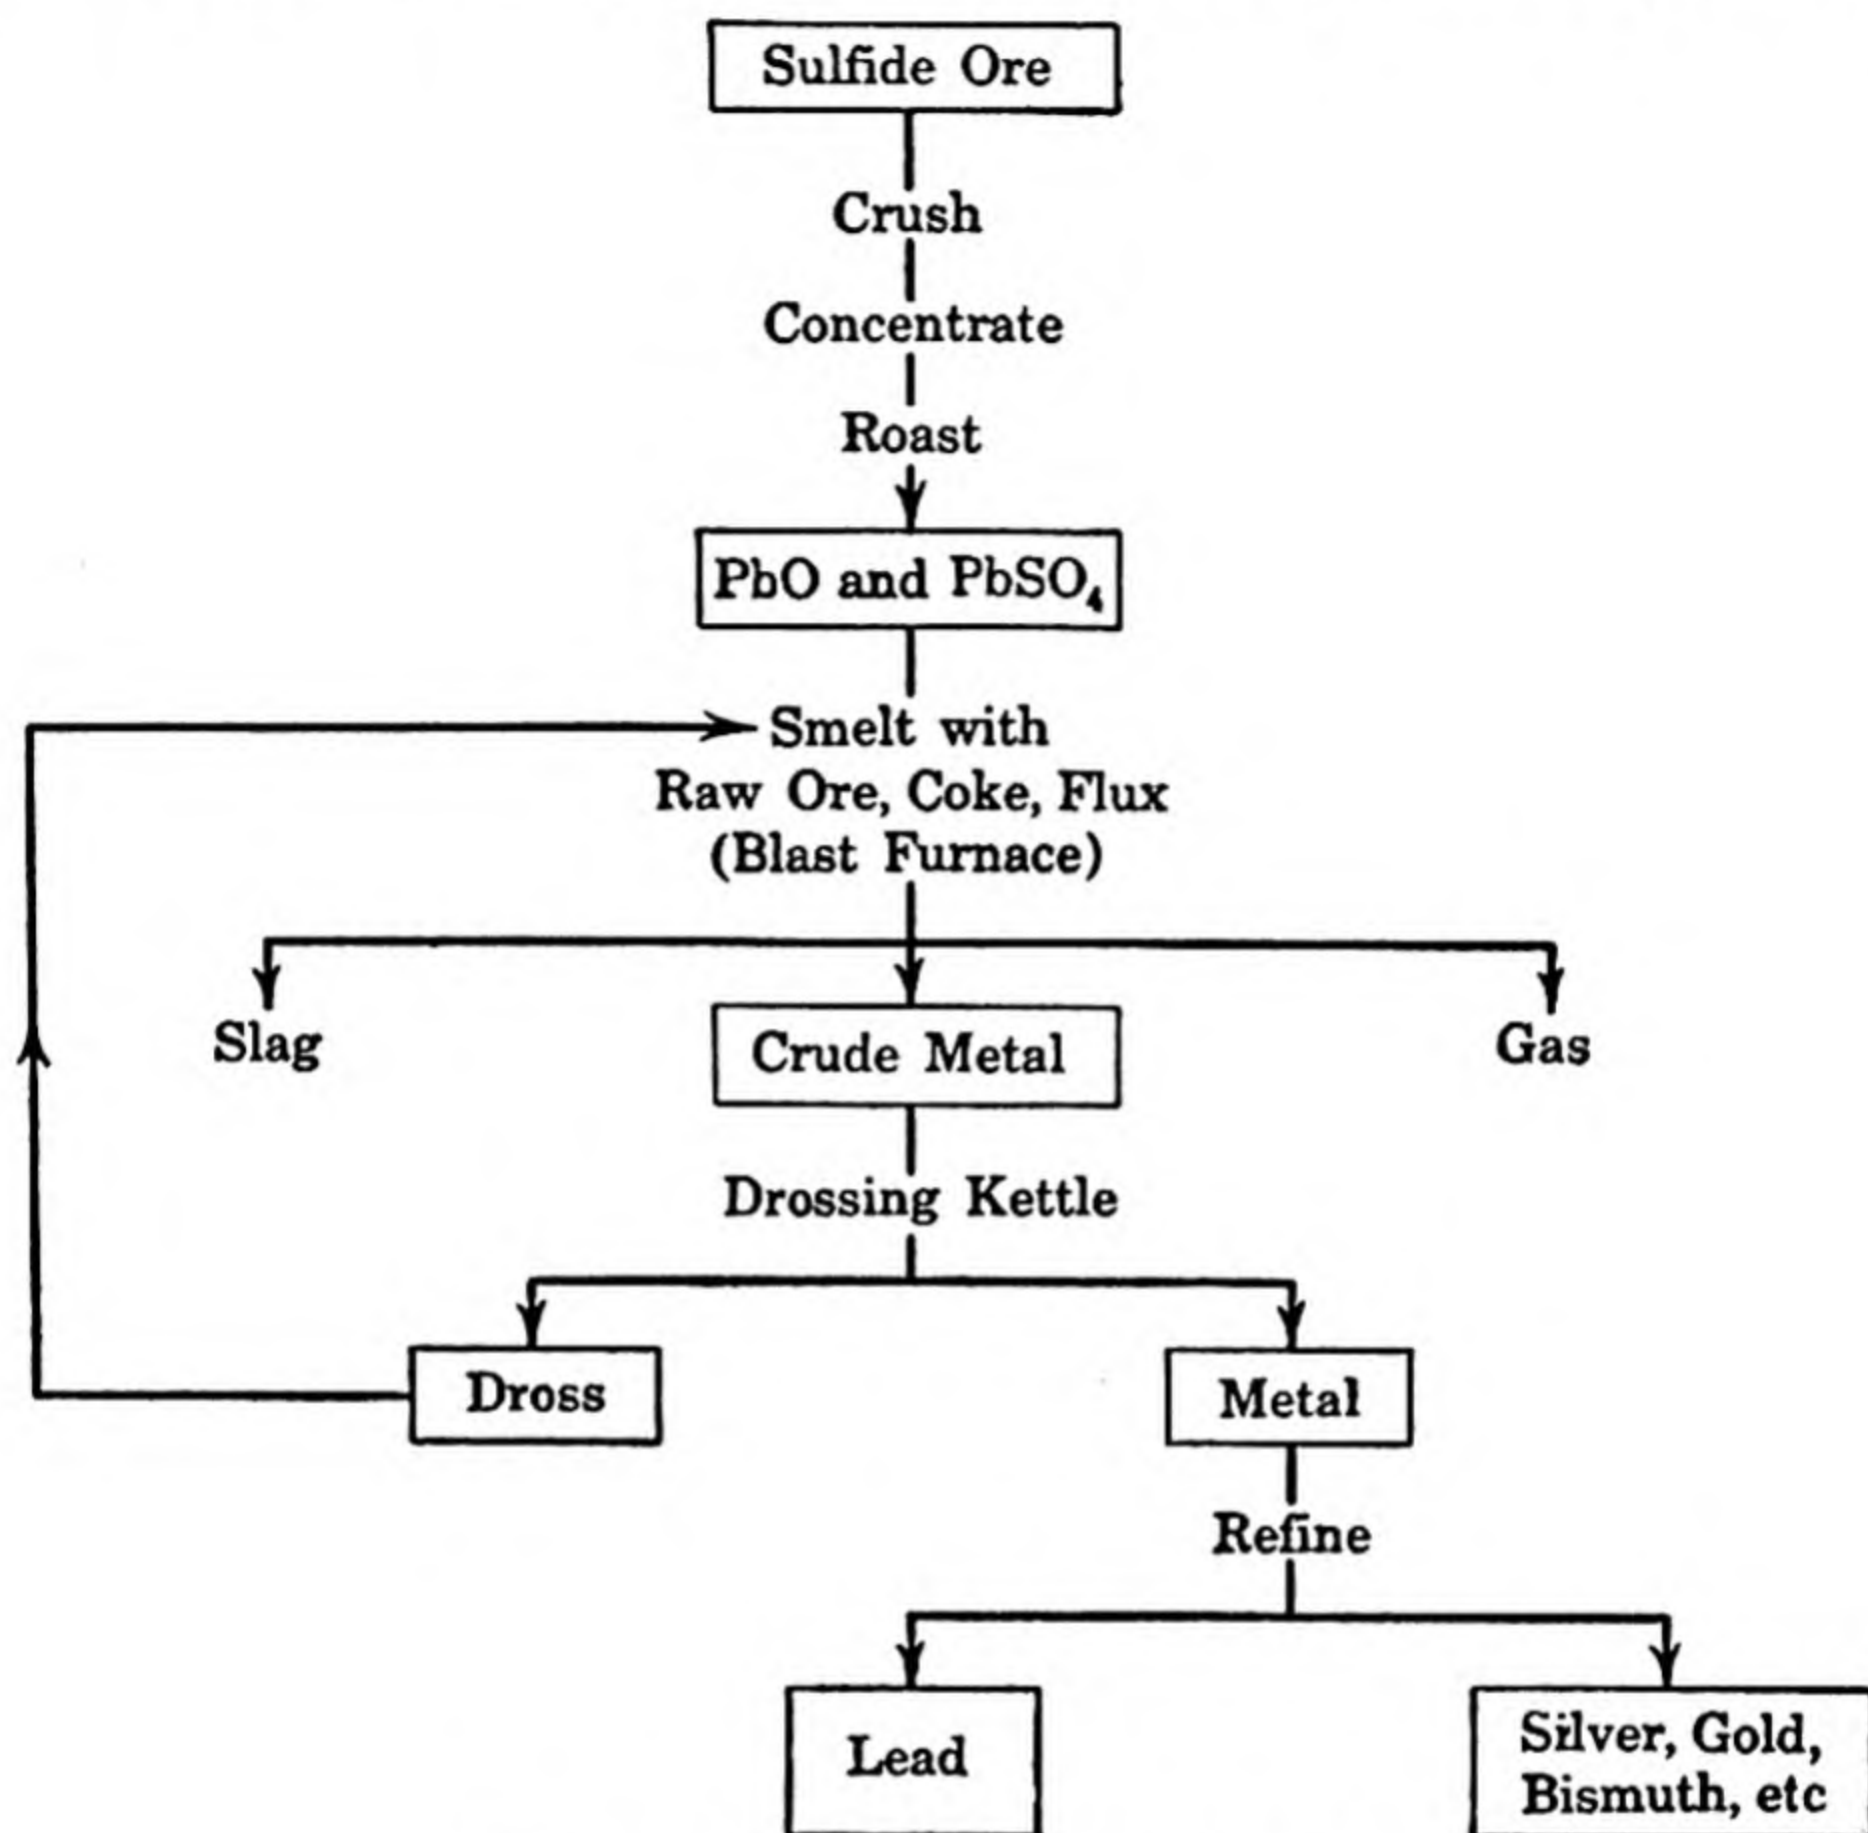 Sulfide Ore
Crush
Concentrate
Roast
PbO and PbSO₄
Smelt with
Raw Ore, Coke, Flux
(Blast Furnace)
Slag
Crude Metal
Gas
Drossing Kettle
Dross
Metal
Refine
Lead
Silver, Gold,
Bismuth, etc